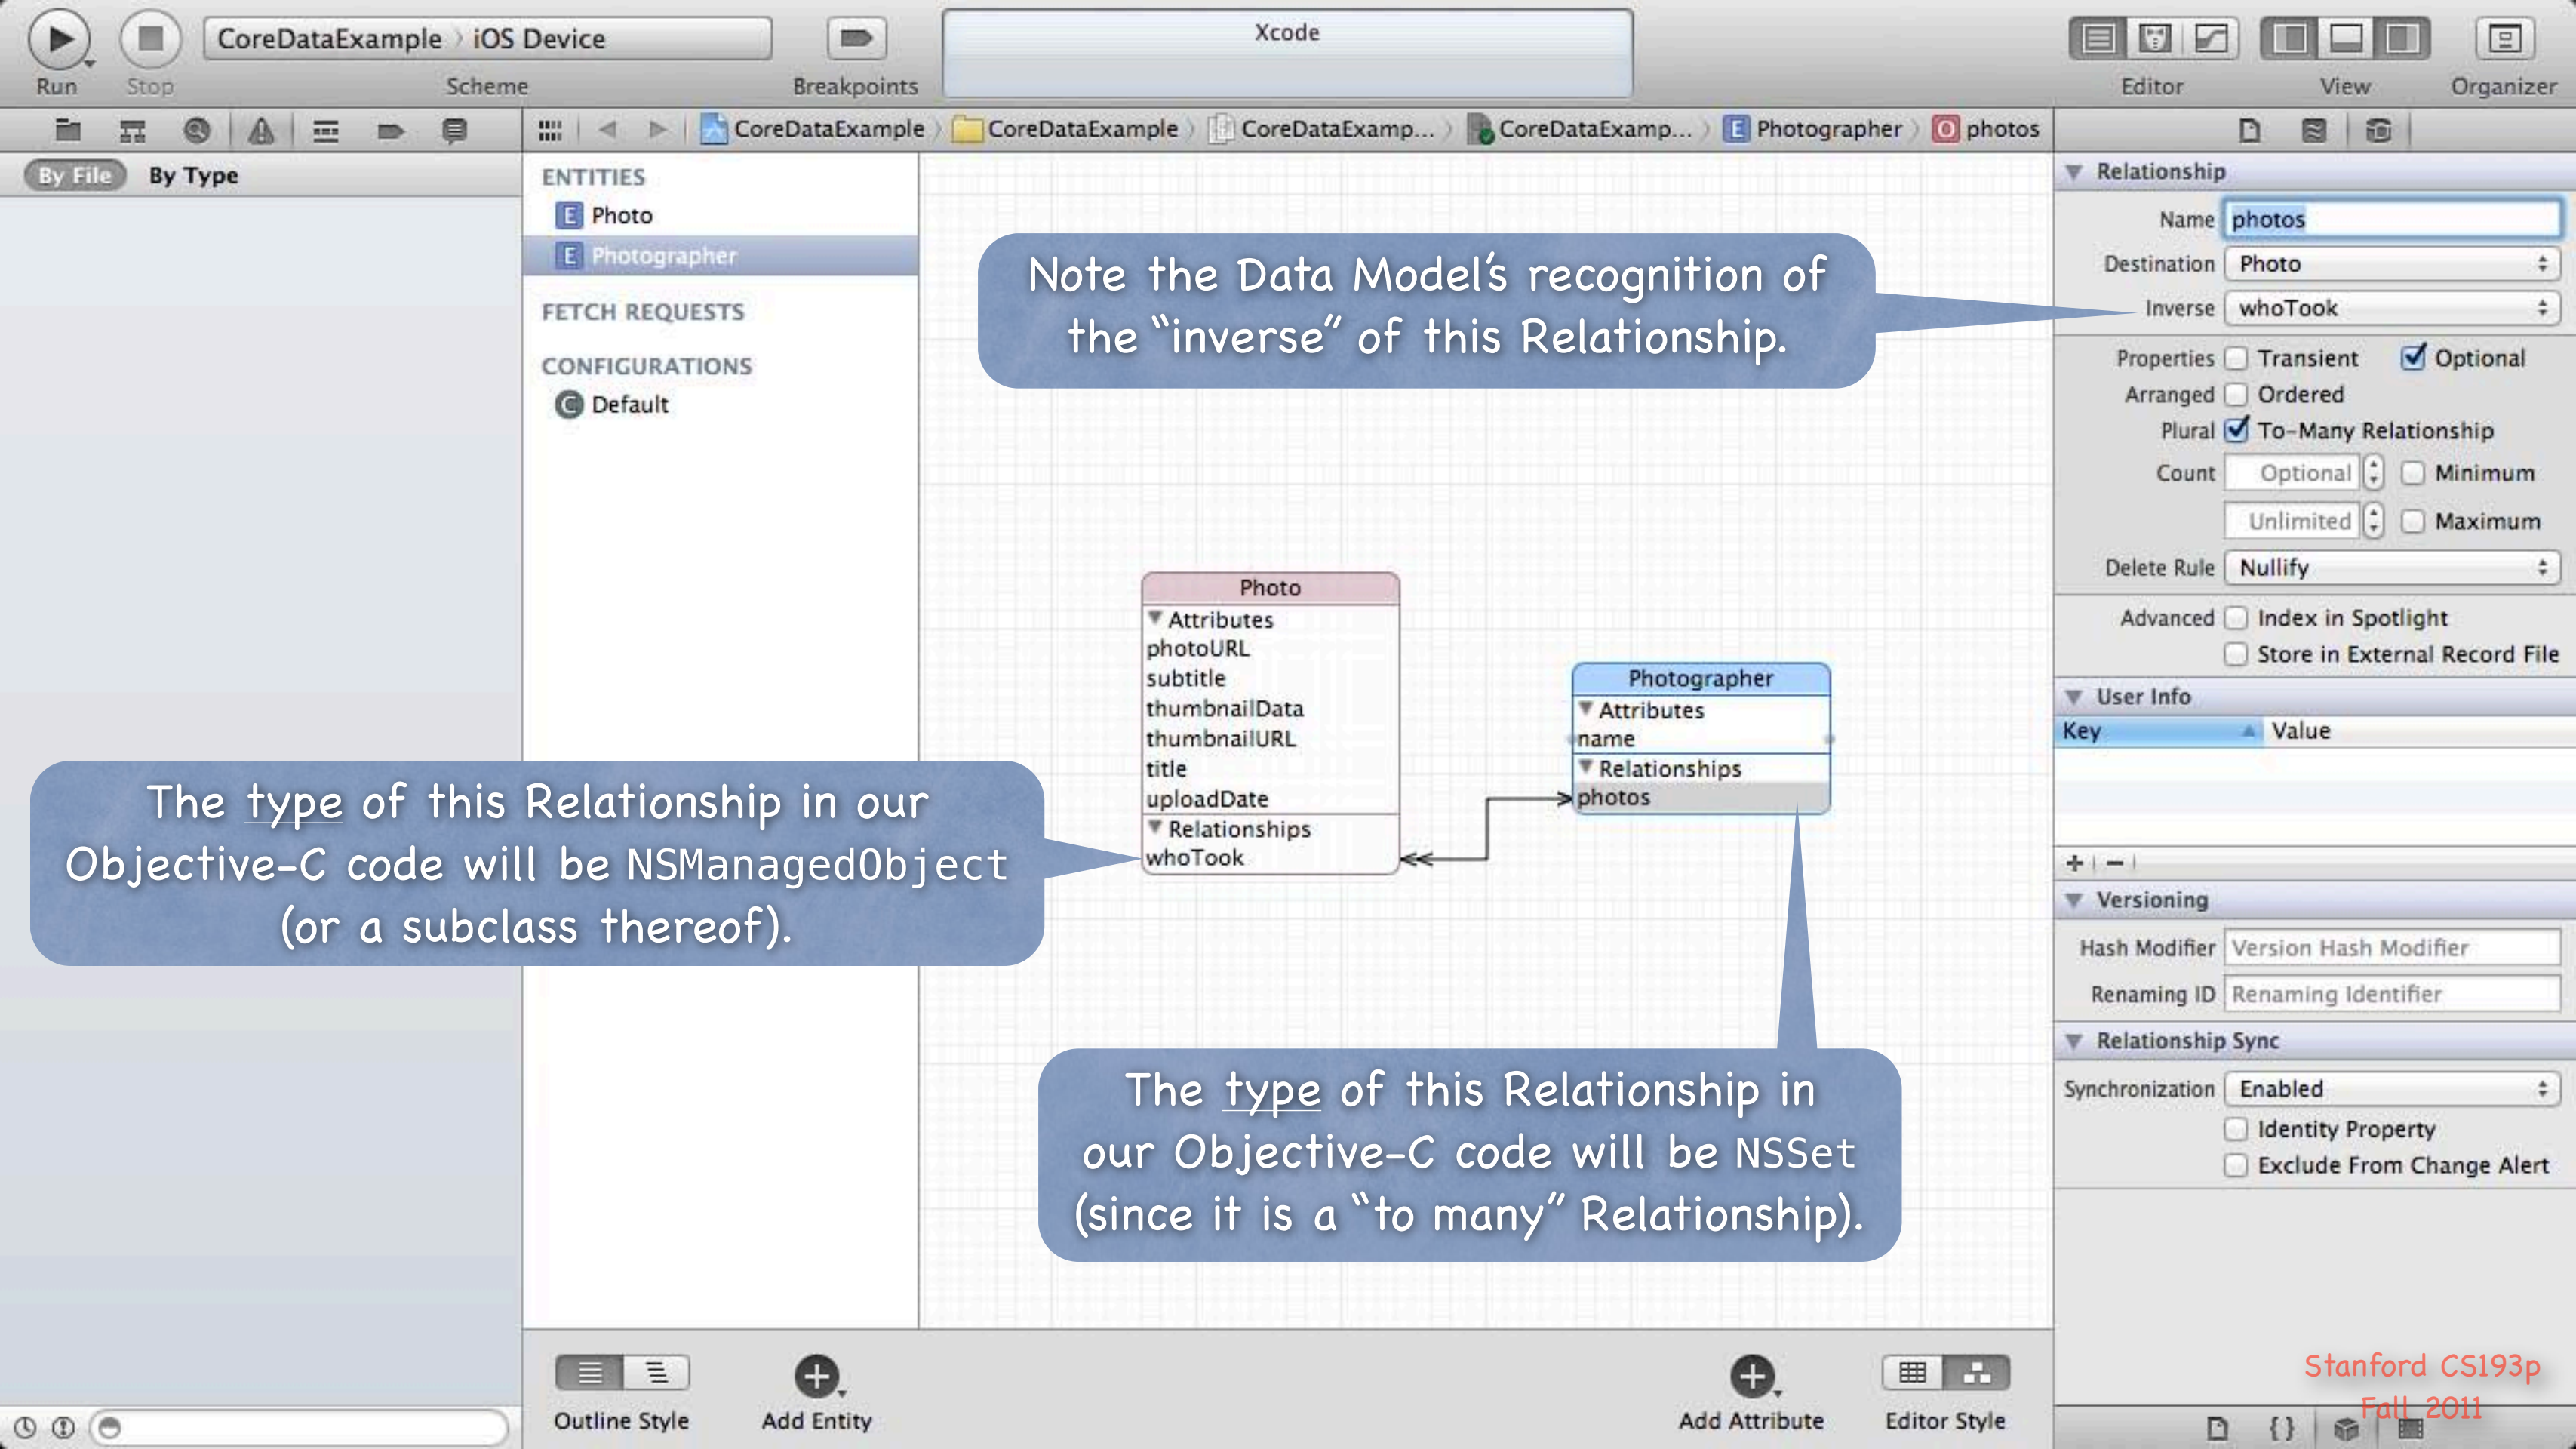 CoreDataExample › iOS Device
Xcode
Run
Stop
Scheme
Breakpoints
Editor
View
Organizer
CoreDataExample
CoreDataExample
CoreDataExamp...
CoreDataExamp...
E Photographer
O photos
By File
By Type
ENTITIES
E Photo
E Photographer
FETCH REQUESTS
CONFIGURATIONS
C Default
Note the Data Model's recognition of
the “inverse” of this Relationship.
Photo
Attributes
photoURL
subtitle
thumbnailData
thumbnailURL
title
uploadDate
Relationships
whoTook
Photographer
Attributes
name
Relationships
photos
The type of this Relationship in our
Objective-C code will be NSManagedObject
(or a subclass thereof).
The type of this Relationship in
our Objective-C code will be NSSet
(since it is a “to many” Relationship).
Outline Style
Add Entity
Add Attribute
Editor Style
Relationship
Name photos
Destination Photo
Inverse whoTook
Properties Transient Optional
Arranged Ordered
Plural To-Many Relationship
Count Optional Minimum
Unlimited Maximum
Delete Rule Nullify
Advanced Index in Spotlight
Store in External Record File
User Info
Key Value
Versioning
Hash Modifier Version Hash Modifier
Renaming ID Renaming Identifier
Relationship Sync
Synchronization Enabled
Identity Property
Exclude From Change Alert
Stanford CS193p
Fall 2011
{}